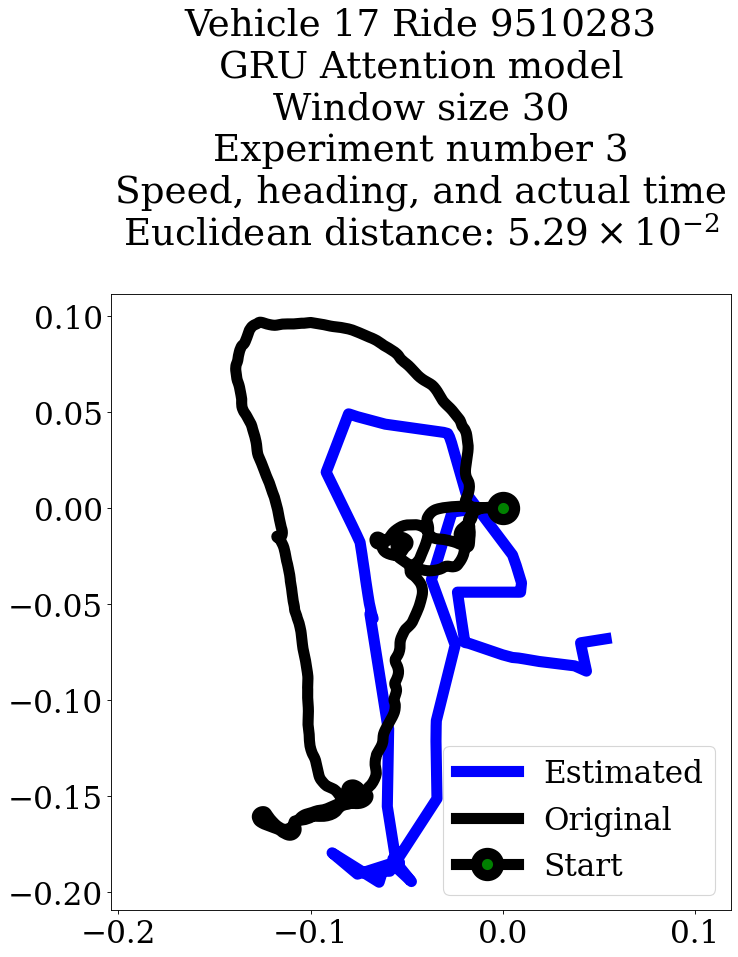 Vehicle 17 Ride 9510283
GRU Attention model
Window size 30
Experiment number 3
Speed, heading, and actual time
Euclidean distance: 5.29 × 10⁻²
0.10
0.05
0.00
−0.05
−0.10
−0.15
−0.20
−0.2
−0.1
0.0
0.1
Estimated
Original
Start